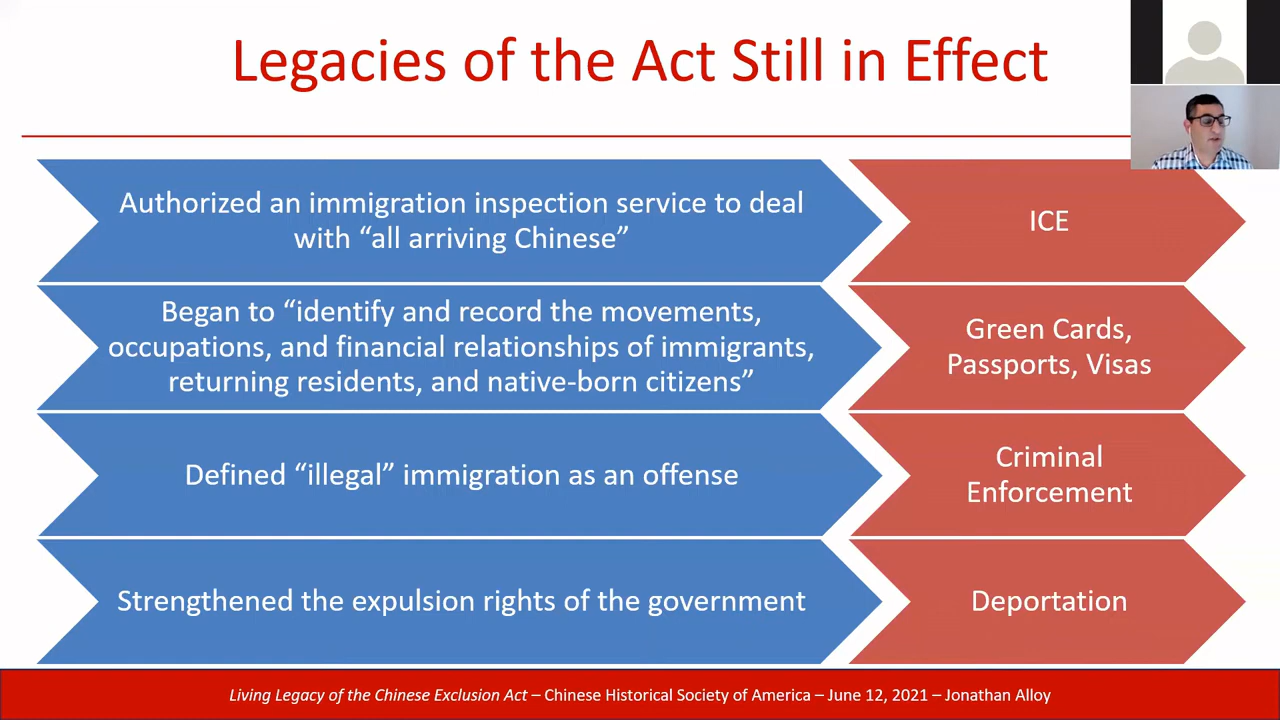 Legacies of the Act Still in Effect
Authorized an immigration inspection service to deal
with “all arriving Chinese”
ICE
Began to “identify and record the movements,
occupations, and financial relationships of immigrants,
returning residents, and native-born citizens”
Green Cards,
Passports, Visas
Defined “illegal” immigration as an offense
Criminal
Enforcement
Strengthened the expulsion rights of the government
Deportation
Living Legacy of the Chinese Exclusion Act – Chinese Historical Society of America – June 12, 2021 – Jonathan Alloy